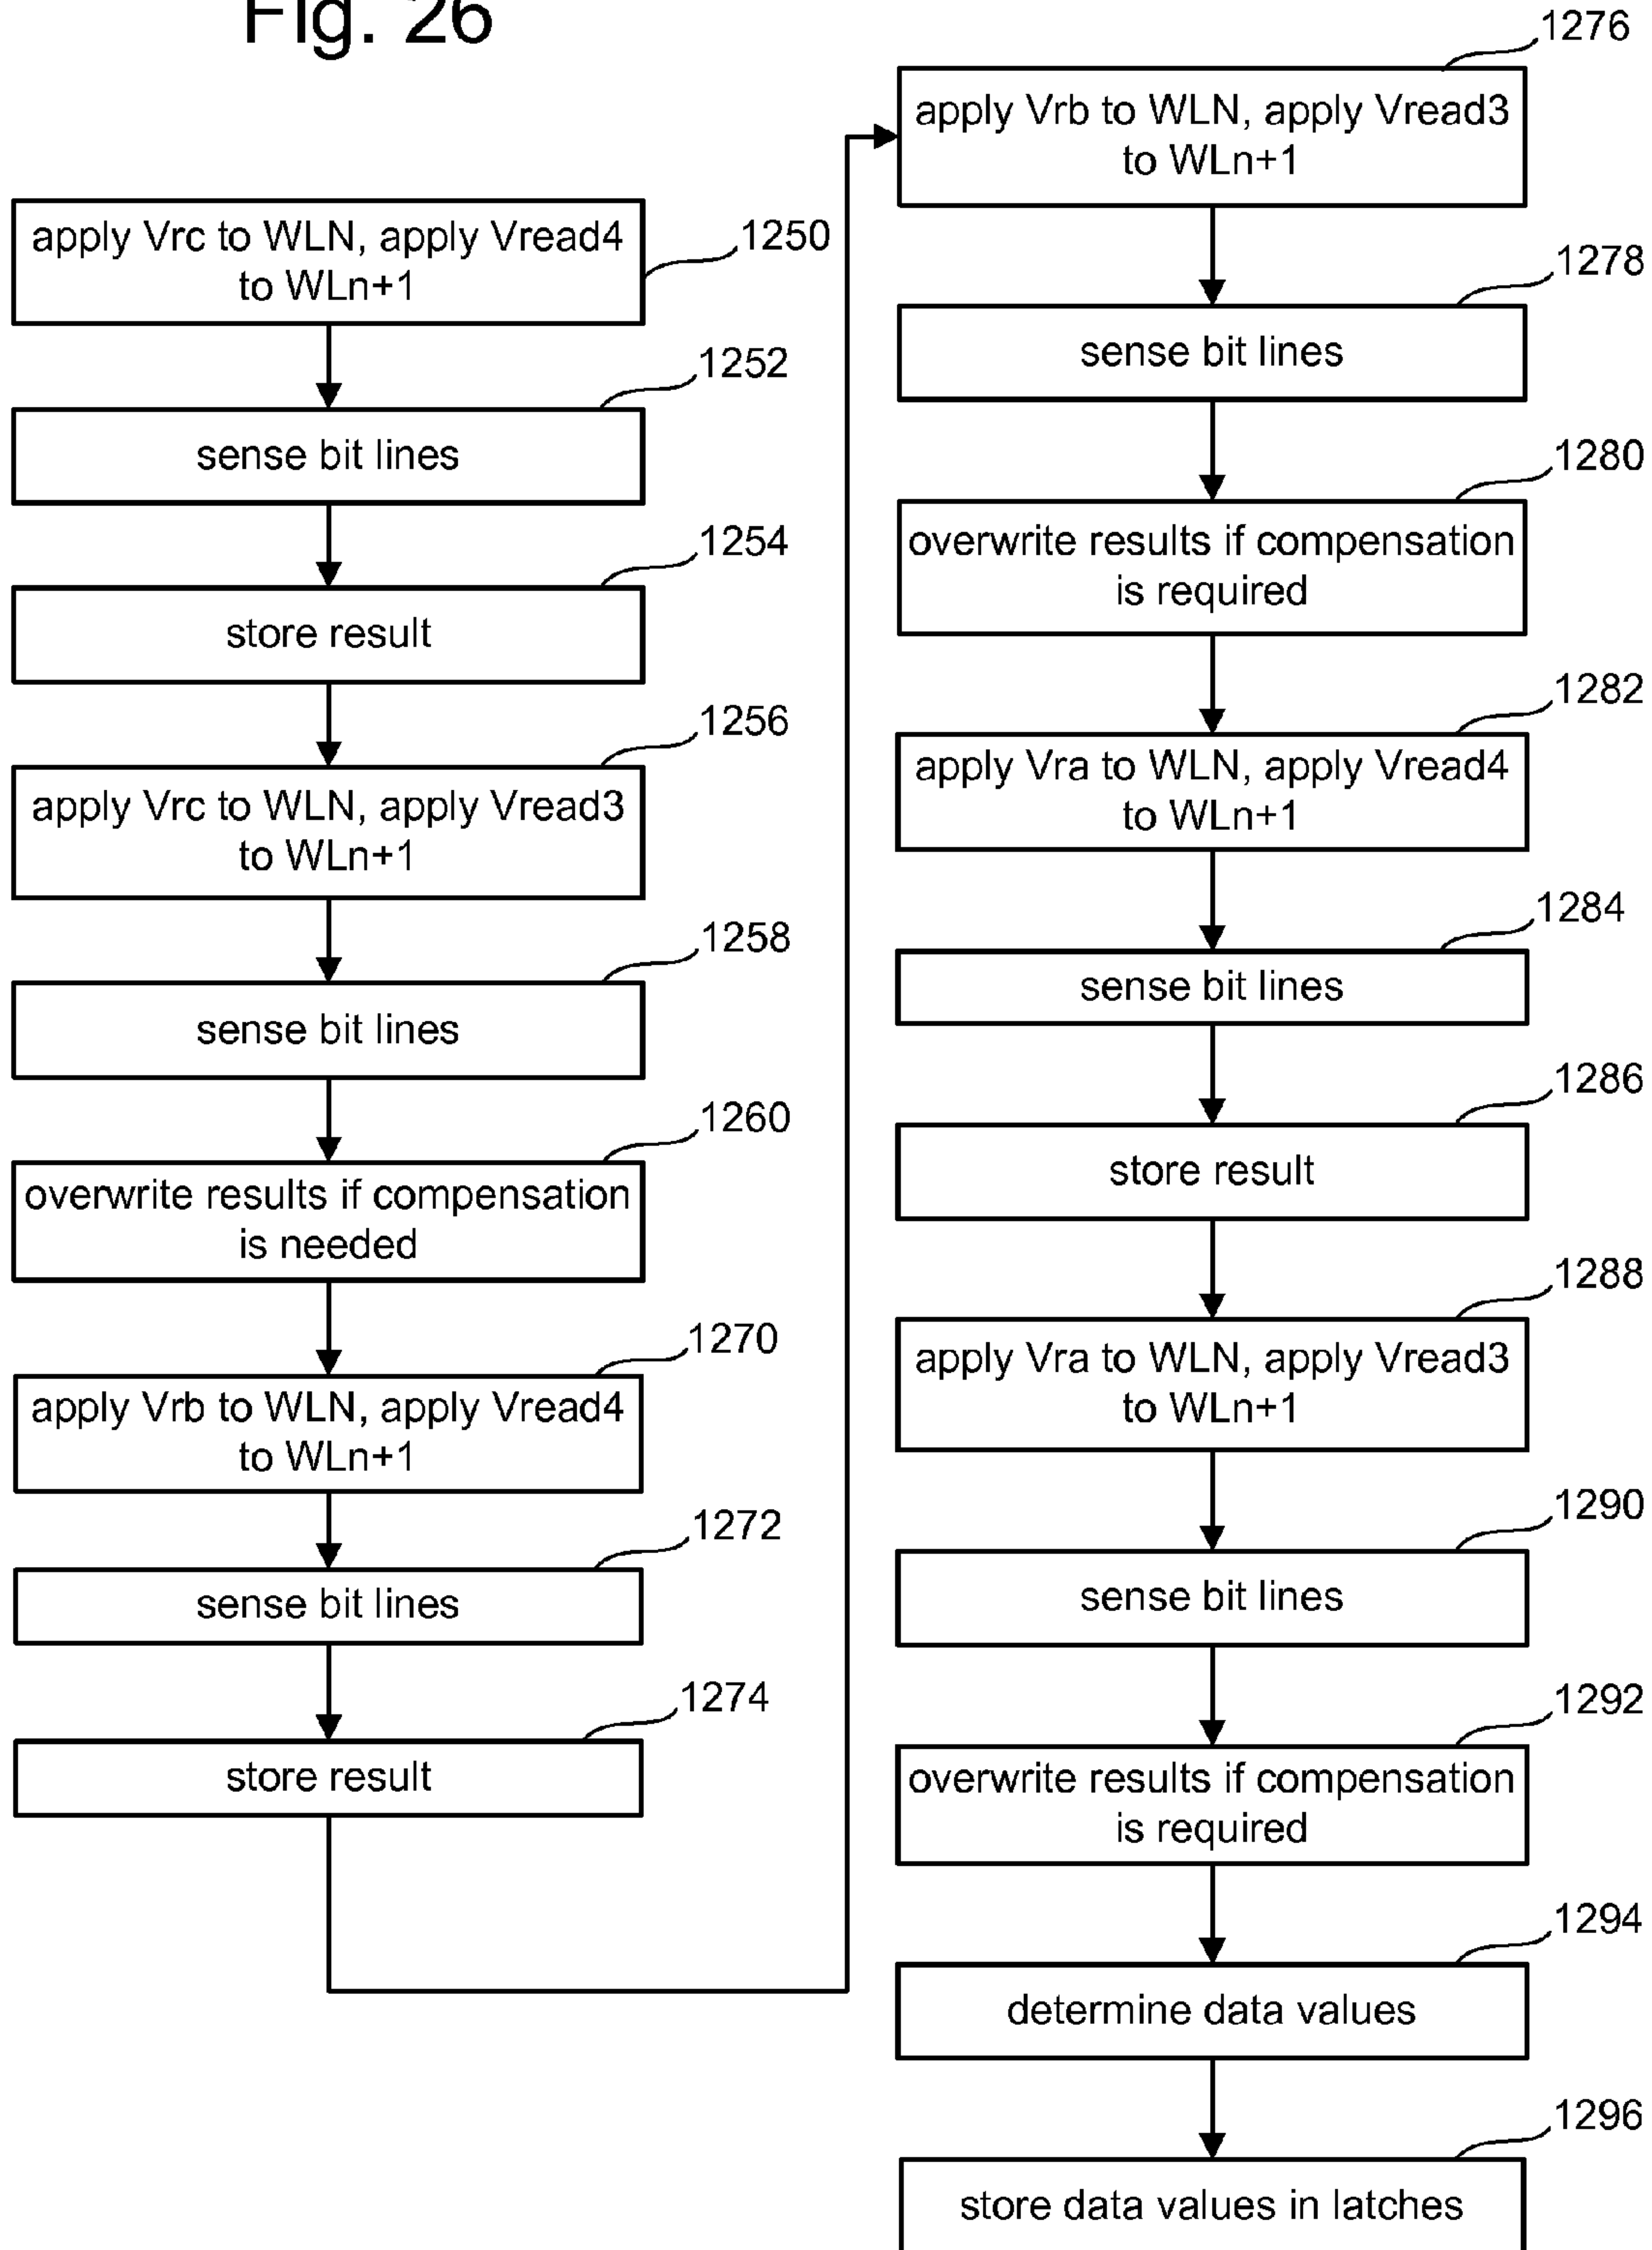 Fig. 26
apply Vrc to WLN, apply Vread4
to WLn+1
1250
sense bit lines
1252
store result
1254
apply Vrc to WLN, apply Vread3
to WLn+1
1256
sense bit lines
1258
overwrite results if compensation
is needed
1260
apply Vrb to WLN, apply Vread4
to WLn+1
1270
sense bit lines
1272
store result
1274
apply Vrb to WLN, apply Vread3
to WLn+1
1276
sense bit lines
1278
overwrite results if compensation
is required
1280
apply Vra to WLN, apply Vread4
to WLn+1
1282
sense bit lines
1284
store result
1286
apply Vra to WLN, apply Vread3
to WLn+1
1288
sense bit lines
1290
overwrite results if compensation
is required
1292
determine data values
1294
store data values in latches
1296